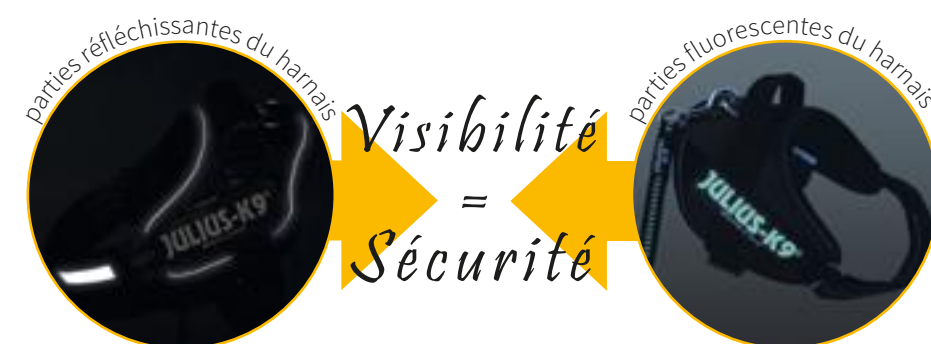 parties réfléchissantes du harnais
JULIUS-K9®
Visibilité
=
Sécurité
parties fluorescentes du harnais
JULIUS-K9®